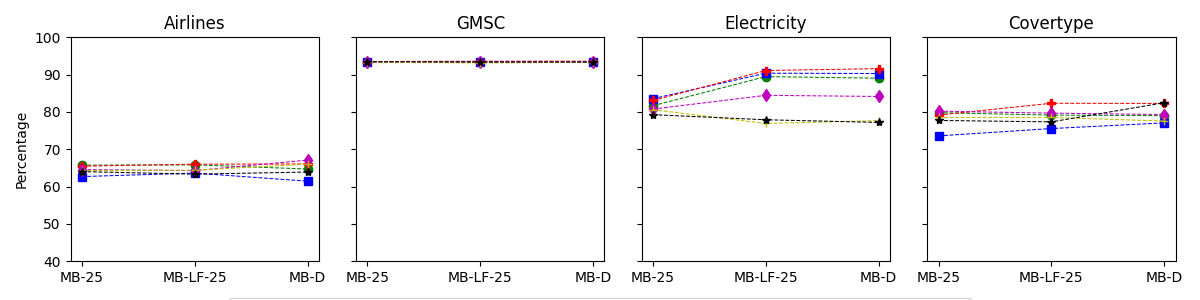 Airlines GMSC Electricity Covertype
100
90
80
70
60
50
40
Percentage
MB-25 MB-LF-25 MB-D MB-25 MB-LF-25 MB-D MB-25 MB-LF-25 MB-D MB-25 MB-LF-25 MB-D